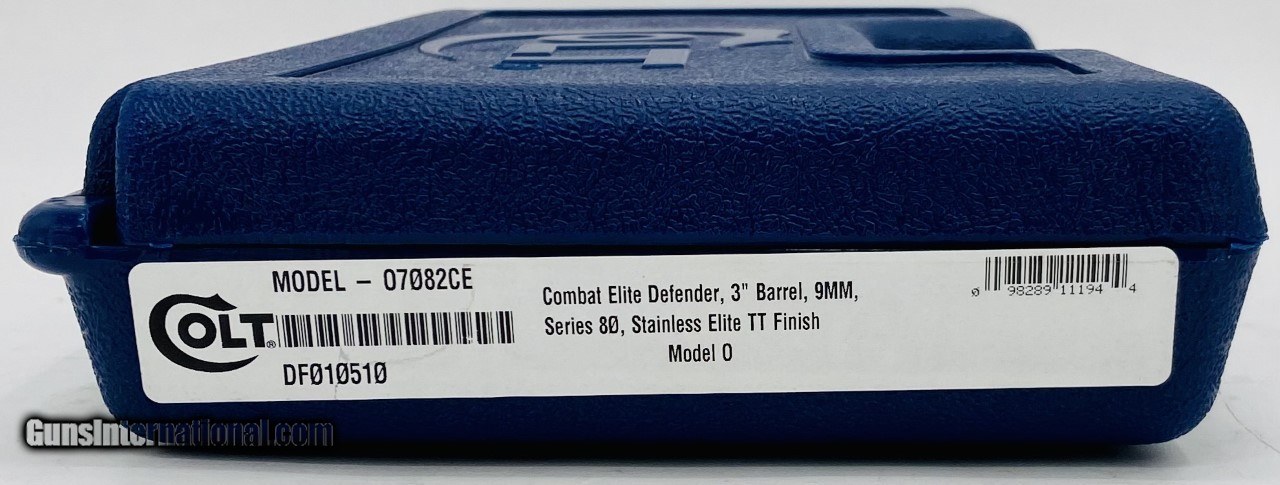 MODEL – 07Ø82CE
COLT®
DFØ1Ø51Ø
Combat Elite Defender, 3" Barrel, 9MM,
Series 8Ø, Stainless Elite TT Finish
Model O
Ø 98289 11194 4
GunsInternational.com